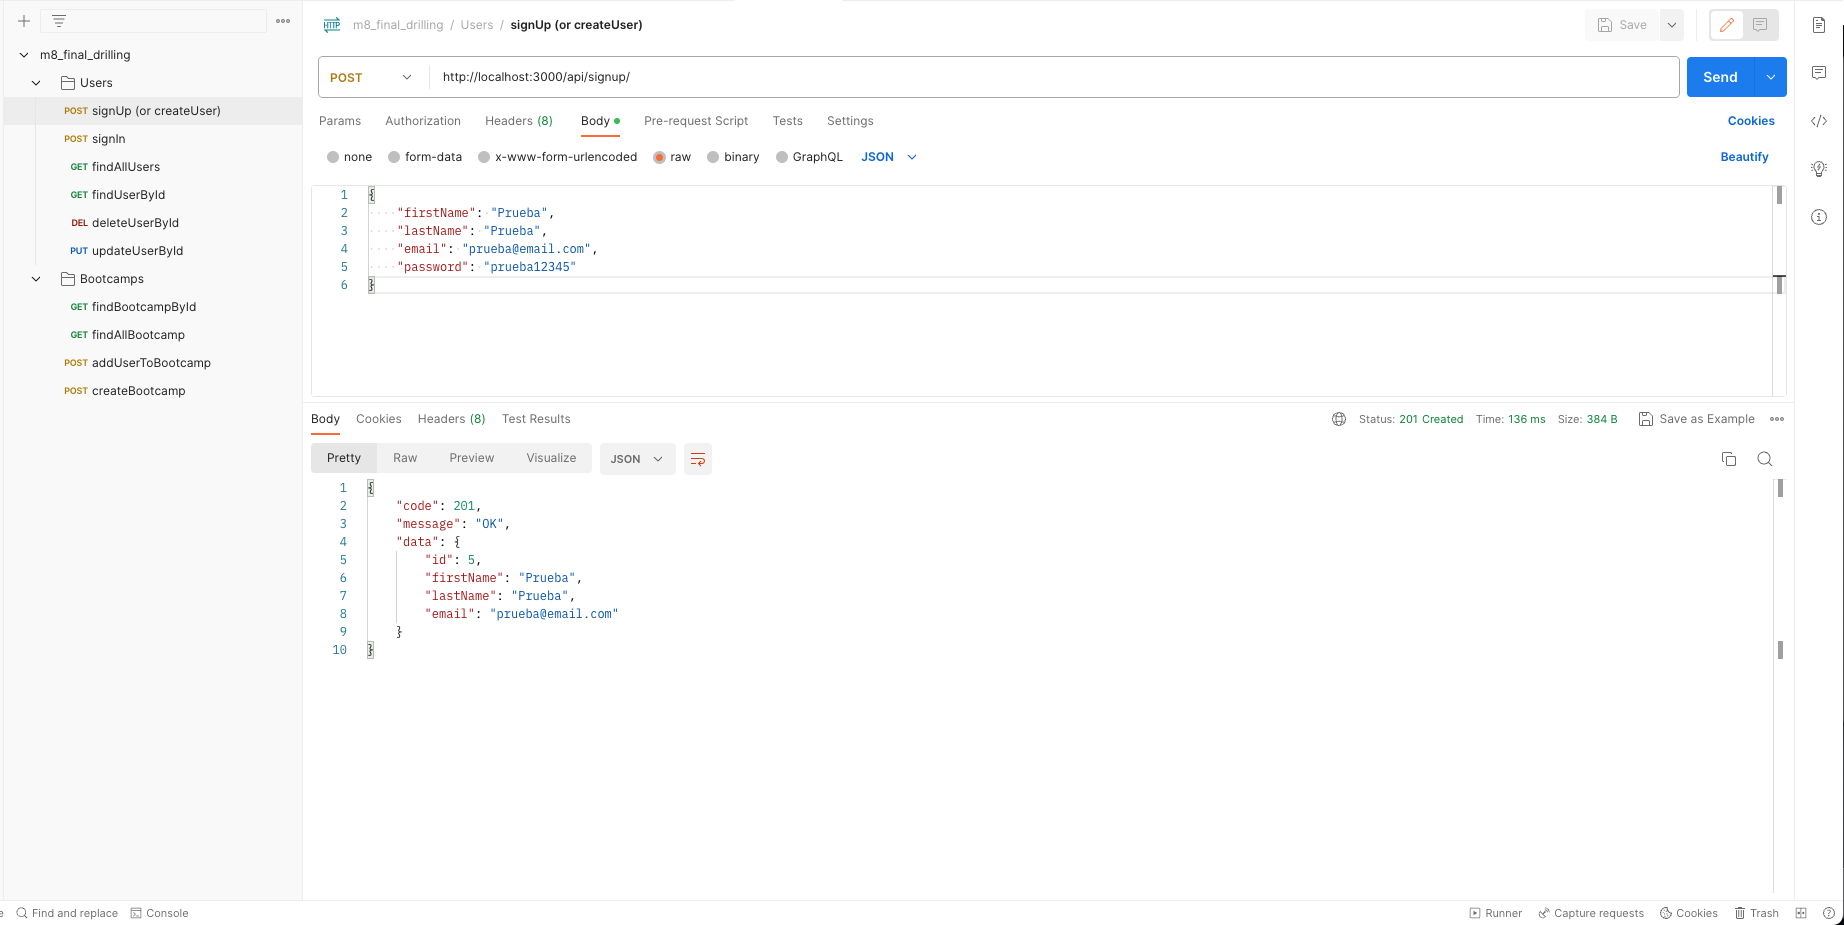 m8_final_drilling
Users
POST signUp (or createUser)
POST signIn
GET findAllUsers
GET findUserById
DEL deleteUserById
PUT updateUserById
Bootcamps
GET findBootcampById
GET findAllBootcamp
POST addUserToBootcamp
POST createBootcamp
HTTP m8_final_drilling / Users / signUp (or createUser)
Save
POST http://localhost:3000/api/signup/
Send
Params Authorization Headers (8) Body Pre-request Script Tests Settings
Cookies
none form-data x-www-form-urlencoded raw binary GraphQL JSON
Beautify
1 {
2 "firstName": "Prueba",
3 "lastName": "Prueba",
4 "email": "prueba@email.com",
5 "password": "prueba12345"
6 }
Body Cookies Headers (8) Test Results
Status: 201 Created Time: 136 ms Size: 384 B Save as Example
Pretty Raw Preview Visualize JSON
1 {
2 "code": 201,
3 "message": "OK",
4 "data": {
5 "id": 5,
6 "firstName": "Prueba",
7 "lastName": "Prueba",
8 "email": "prueba@email.com"
9 }
10 }
Find and replace Console
Runner Capture requests Cookies Trash